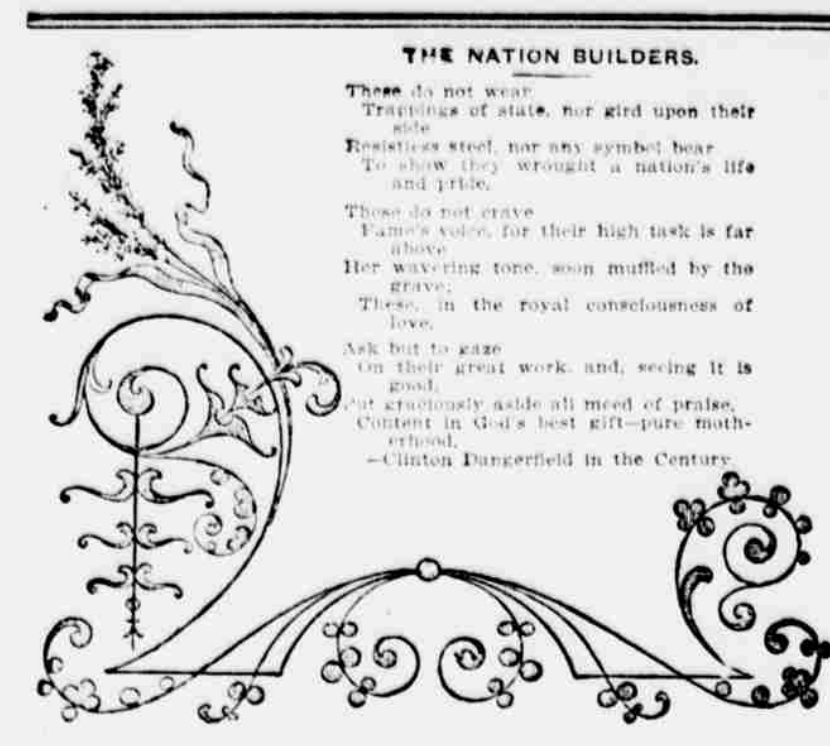 THE NATION BUILDERS.
These do not wear
Trappings of state, nor gird upon their
side
Resistless steel, nor any symbol bear
To show they wrought a nation's life
and pride.
These do not crave
Fame's voice, for their high task is far
above
Her wavering tone, soon muffled by the
grave;
These, in the royal consciousness of
love,
Ask but to gaze
On their great work, and, seeing it is
good,
Put graciously aside all meed of praise,
Content in God's best gift—pure moth-
erhood.
—Clinton Dangerfield in the Century.